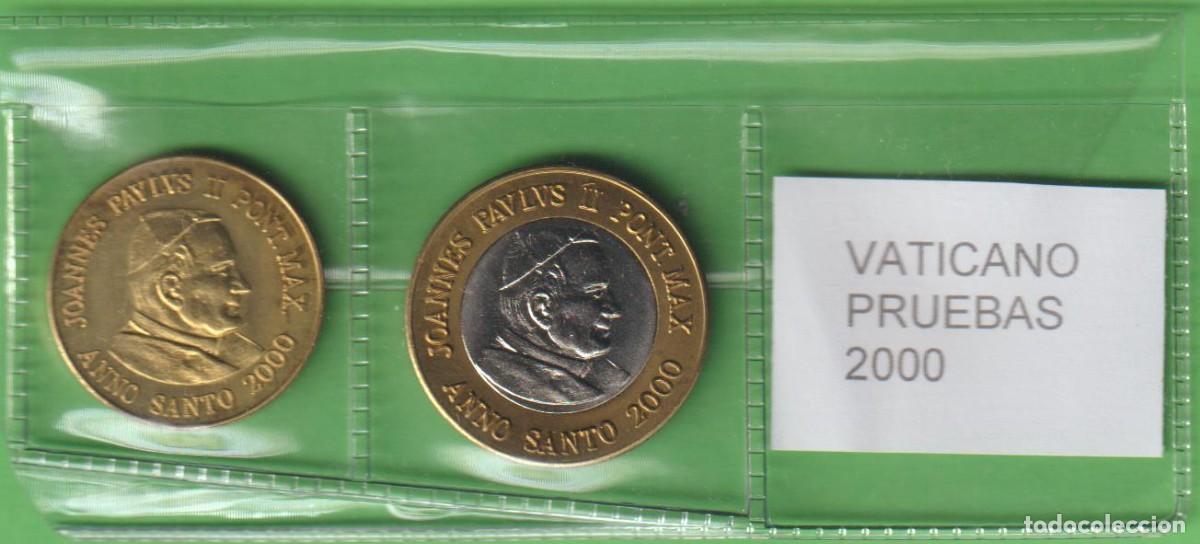 JOANNES PAVLVS II PONT MAX
ANNO SANTO 2000
JOANNES PAVLVS II PONT MAX
ANNO SANTO 2000
VATICANO
PRUEBAS
2000
todocoleccion